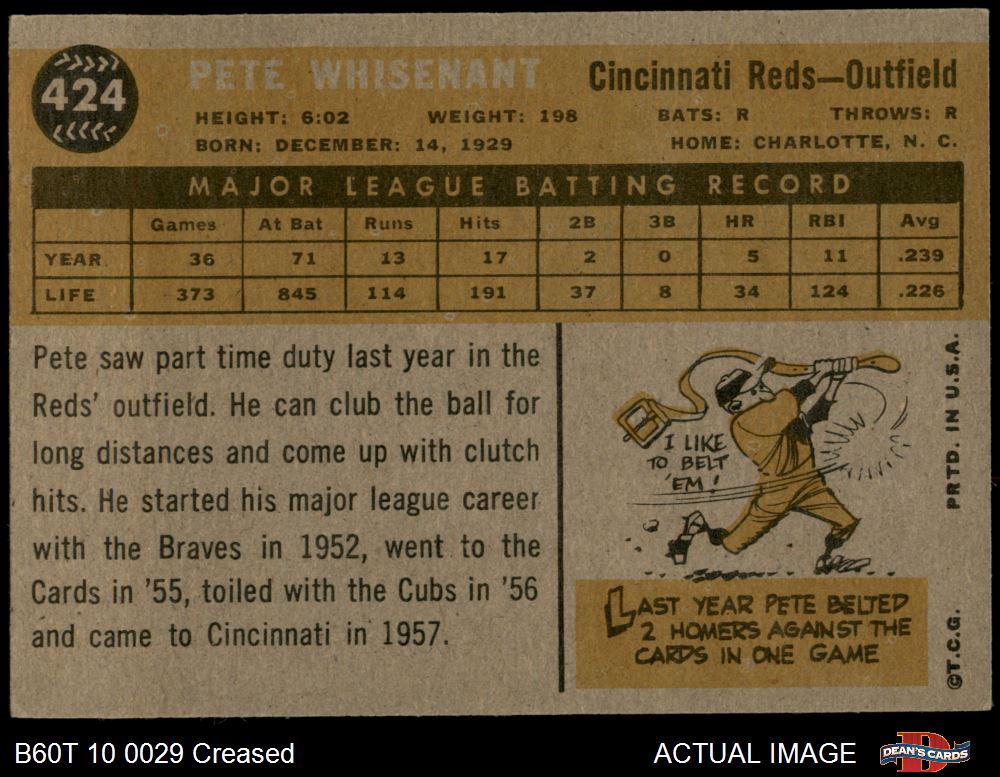 424
PETE WHISENANT
Cincinnati Reds—Outfield
HEIGHT: 6:02 WEIGHT: 198 BATS: R THROWS: R
BORN: DECEMBER: 14, 1929 HOME: CHARLOTTE, N. C.
MAJOR LEAGUE BATTING RECORD
Games At Bat Runs Hits 2B 3B HR RBI Avg
YEAR 36 71 13 17 2 0 5 11 .239
LIFE 373 845 114 191 37 8 34 124 .226
Pete saw part time duty last year in the
Reds' outfield. He can club the ball for
long distances and come up with clutch
hits. He started his major league career
with the Braves in 1952, went to the
Cards in '55, toiled with the Cubs in '56
and came to Cincinnati in 1957.
I LIKE
TO BELT
'EM!
LAST YEAR PETE BELTED
2 HOMERS AGAINST THE
CARDS IN ONE GAME
©T.C.G. PRTD. IN U.S.A.
B60T 10 0029 Creased
ACTUAL IMAGE
DEAN'S CARDS